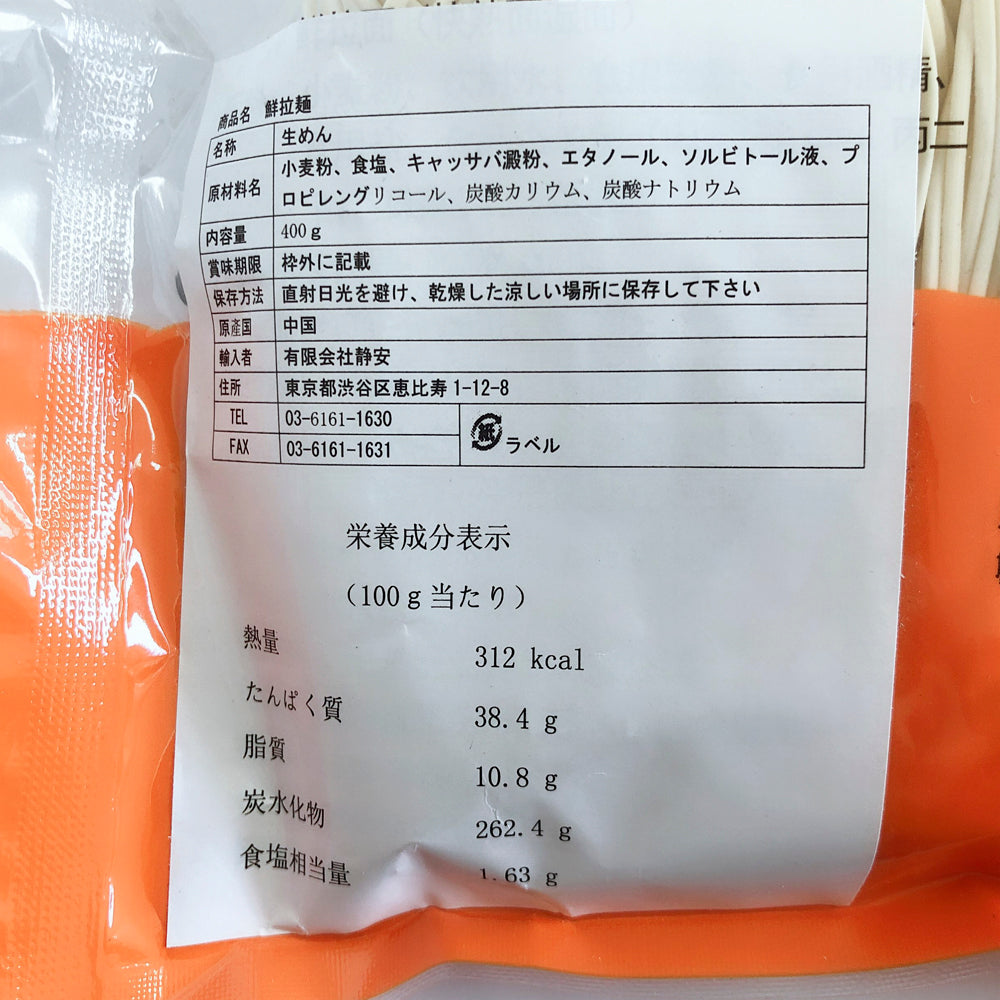 商品名 鮮拉麺
名称 生めん
原材料名 小麦粉、食塩、キャッサバ澱粉、エタノール、ソルビトール液、プ
ロピレングリコール、炭酸カリウム、炭酸ナトリウム
内容量 400g
賞味期限 枠外に記載
保存方法 直射日光を避け、乾燥した涼しい場所に保存して下さい
原産国 中国
輸入者 有限会社静安
住所 東京都渋谷区恵比寿1-12-8
TEL 03-6161-1630
FAX 03-6161-1631
紙 ラベル
栄養成分表示
(100g当たり)
熱量 312 kcal
たんぱく質 38.4 g
脂質 10.8 g
炭水化物 262.4 g
食塩相当量 1.63 g